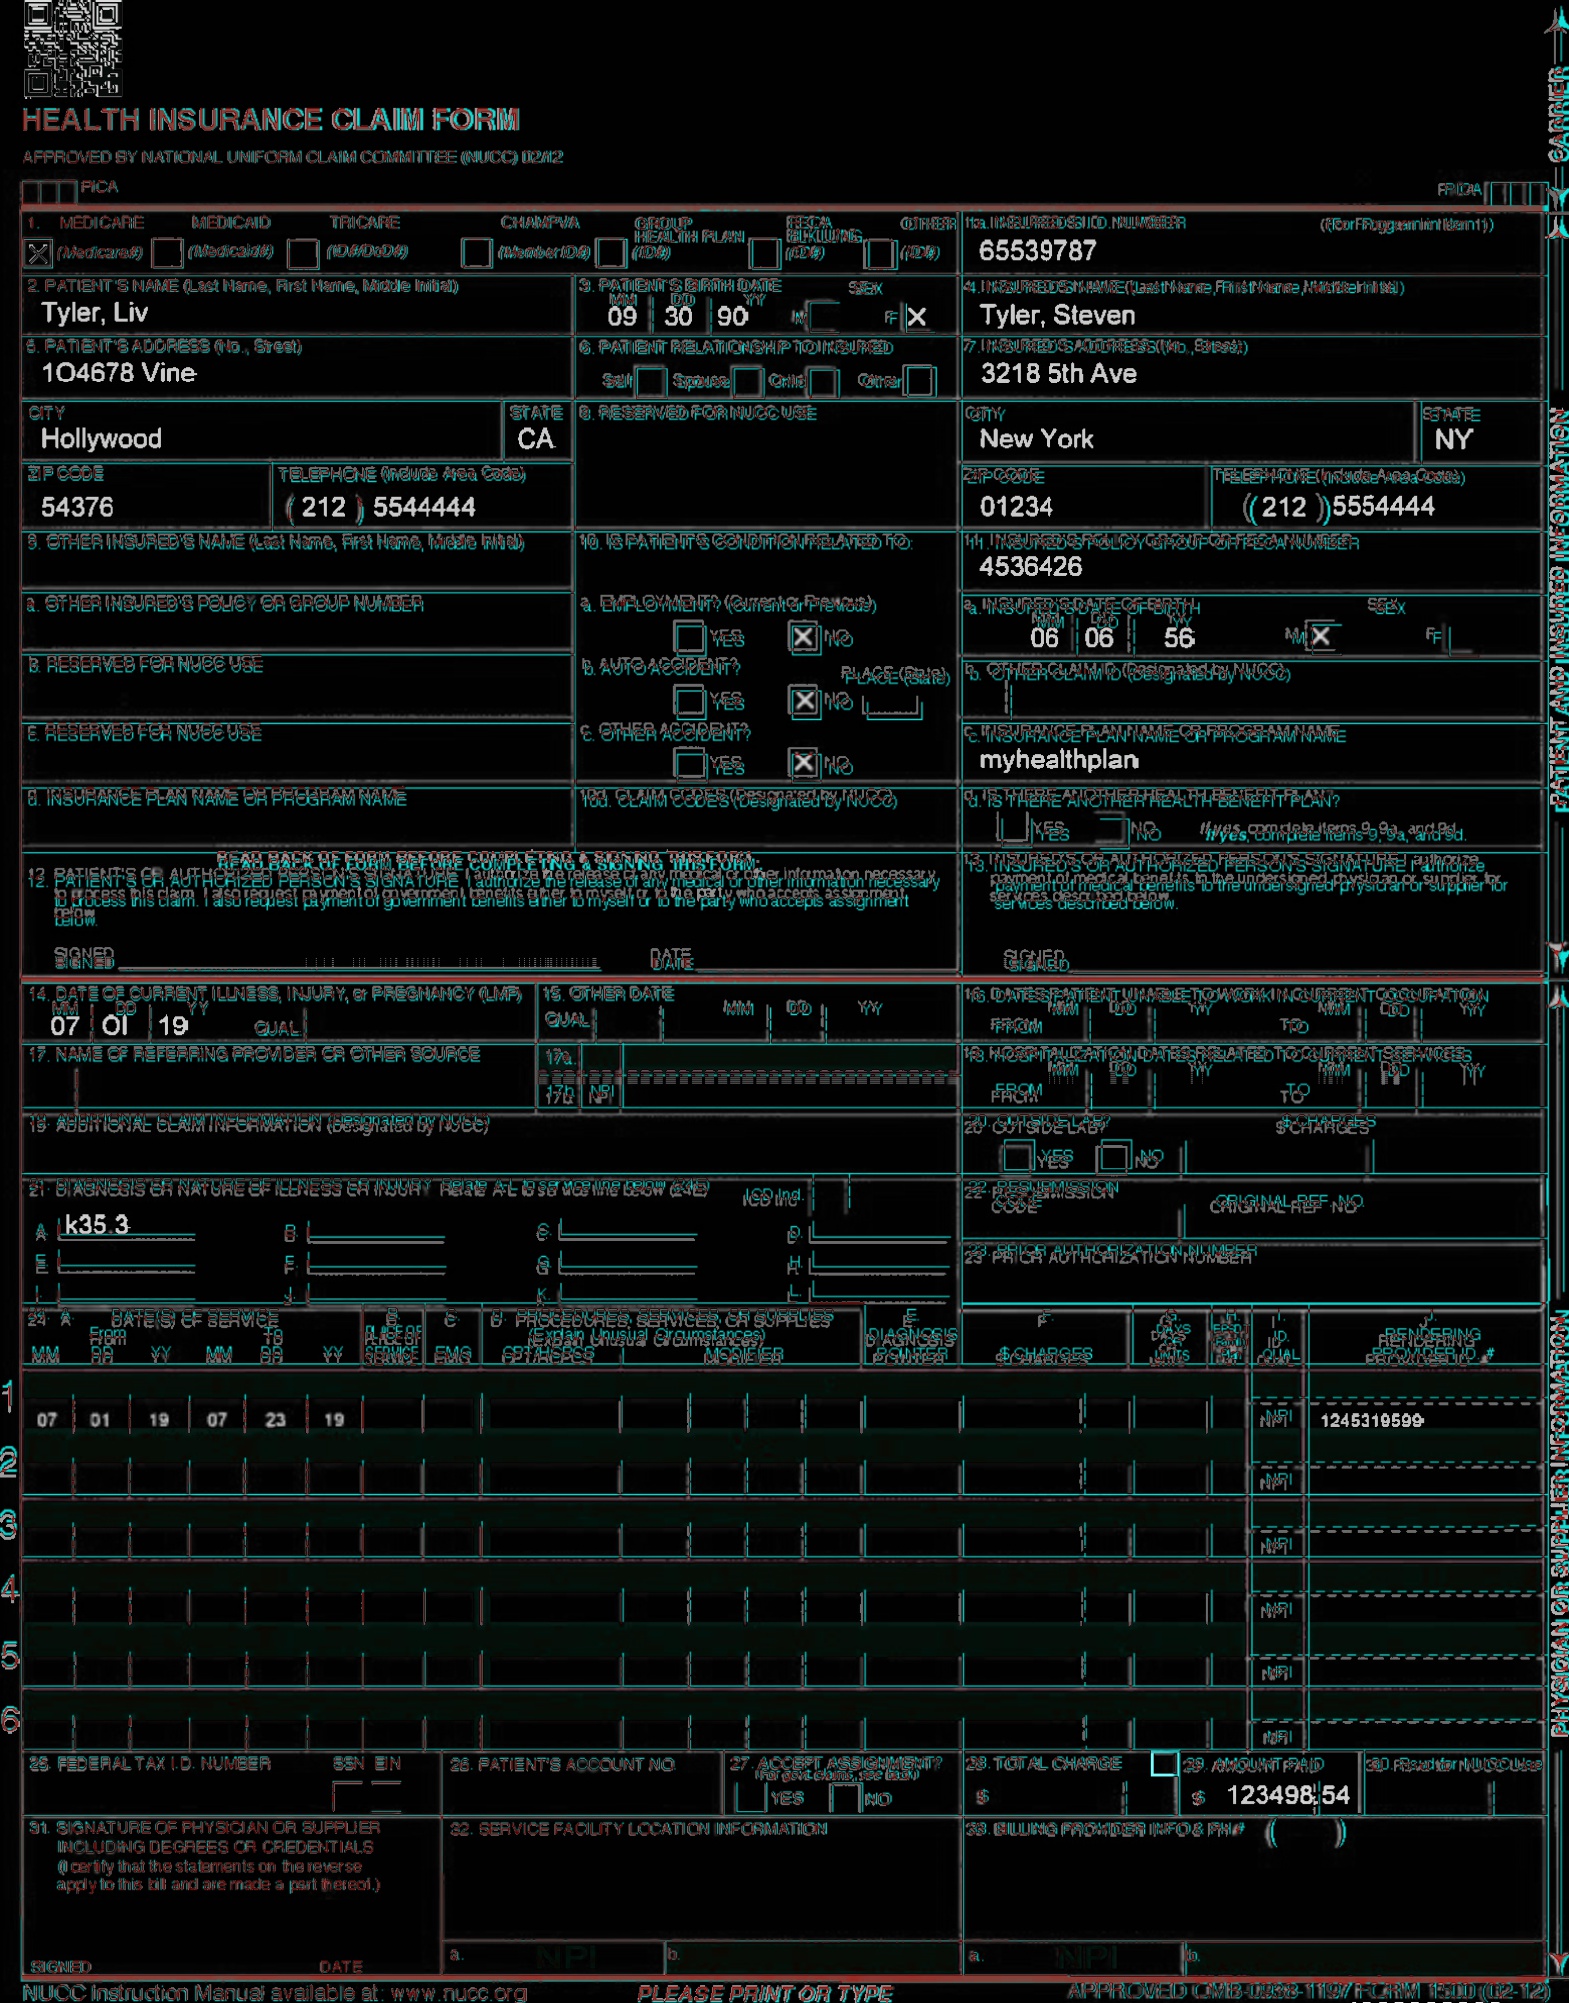 HEALTH INSURANCE CLAIM FORM
APPROVED BY NATIONAL UNIFORM CLAIM COMMITTEE (NUCC) 02/12
PICA
PICA
CARRIER
1. MEDICARE MEDICAID TRICARE CHAMPVA GROUP HEALTH PLAN FECA BLK LUNG OTHER
X (Medicare#) (Medicaid#) (ID#/DoD#) (Member ID#) (ID#) (ID#) (ID#)
1a. INSURED'S I.D. NUMBER (For Program in Item 1)
65539787
2. PATIENT'S NAME (Last Name, First Name, Middle Initial)
Tyler, Liv
3. PATIENT'S BIRTH DATE SEX
MM DD YY
09 30 90 M F X
4. INSURED'S NAME (Last Name, First Name, Middle Initial)
Tyler, Steven
5. PATIENT'S ADDRESS (No., Street)
1O4678 Vine
6. PATIENT RELATIONSHIP TO INSURED
Self Spouse Child Other
7. INSURED'S ADDRESS (No., Street)
3218 5th Ave
CITY STATE
Hollywood CA
8. RESERVED FOR NUCC USE
CITY STATE
New York NY
ZIP CODE TELEPHONE (Include Area Code)
54376 ( 212 ) 5544444
ZIP CODE TELEPHONE (Include Area Code)
01234 ( 212 ) 5554444
9. OTHER INSURED'S NAME (Last Name, First Name, Middle Initial)
10. IS PATIENT'S CONDITION RELATED TO:
11. INSURED'S POLICY GROUP OR FECA NUMBER
4536426
a. OTHER INSURED'S POLICY OR GROUP NUMBER
a. EMPLOYMENT? (Current or Previous)
YES X NO
a. INSURED'S DATE OF BIRTH SEX
MM DD YY
06 06 56 M X F
b. RESERVED FOR NUCC USE
b. AUTO ACCIDENT? PLACE (State)
YES X NO
b. OTHER CLAIM ID (Designated by NUCC)
c. RESERVED FOR NUCC USE
c. OTHER ACCIDENT?
YES X NO
c. INSURANCE PLAN NAME OR PROGRAM NAME
myhealthplan
d. INSURANCE PLAN NAME OR PROGRAM NAME
10d. CLAIM CODES (Designated by NUCC)
d. IS THERE ANOTHER HEALTH BENEFIT PLAN?
YES NO If yes, complete items 9, 9a, and 9d.
READ BACK OF FORM BEFORE COMPLETING & SIGNING THIS FORM.
12. PATIENT'S OR AUTHORIZED PERSON'S SIGNATURE I authorize the release of any medical or other information necessary
to process this claim. I also request payment of government benefits either to myself or to the party who accepts assignment
below.
SIGNED DATE
13. INSURED'S OR AUTHORIZED PERSON'S SIGNATURE I authorize
payment of medical benefits to the undersigned physician or supplier for
services described below.
SIGNED
PATIENT AND INSURED INFORMATION
14. DATE OF CURRENT ILLNESS, INJURY, or PREGNANCY (LMP)
MM DD YY
07 OI 19 QUAL.
15. OTHER DATE
QUAL. MM DD YY
16. DATES PATIENT UNABLE TO WORK IN CURRENT OCCUPATION
MM DD YY MM DD YY
FROM TO
17. NAME OF REFERRING PROVIDER OR OTHER SOURCE
17a.
17b. NPI
18. HOSPITALIZATION DATES RELATED TO CURRENT SERVICES
MM DD YY MM DD YY
FROM TO
19. ADDITIONAL CLAIM INFORMATION (Designated by NUCC)
20. OUTSIDE LAB? $ CHARGES
YES NO
21. DIAGNOSIS OR NATURE OF ILLNESS OR INJURY Relate A-L to service line below (24E) ICD Ind.
A. k35.3 B. C. D.
E. F. G. H.
I. J. K. L.
22. RESUBMISSION CODE ORIGINAL REF. NO.
23. PRIOR AUTHORIZATION NUMBER
24. A. DATE(S) OF SERVICE B. C. D. PROCEDURES, SERVICES, OR SUPPLIES E. F. G. H. I. J.
From To PLACE OF (Explain Unusual Circumstances) DIAGNOSIS DAYS ID. RENDERING
MM DD YY MM DD YY SERVICE EMG CPT/HCPCS MODIFIER POINTER $ CHARGES UNITS QUAL. PROVIDER ID. #
1
07 01 19 07 23 19 NPI 1245319599
2
NPI
3
NPI
4
NPI
5
NPI
6
NPI
PHYSICIAN OR SUPPLIER INFORMATION
25. FEDERAL TAX I.D. NUMBER SSN EIN
26. PATIENT'S ACCOUNT NO.
27. ACCEPT ASSIGNMENT?
(For govt. claims, see back)
YES NO
28. TOTAL CHARGE
$
29. AMOUNT PAID
$ 123498 54
30. Rsvd for NUCC Use
31. SIGNATURE OF PHYSICIAN OR SUPPLIER
INCLUDING DEGREES OR CREDENTIALS
(I certify that the statements on the reverse
apply to this bill and are made a part thereof.)
SIGNED DATE
32. SERVICE FACILITY LOCATION INFORMATION
a. NPI b.
33. BILLING PROVIDER INFO & PH # ( )
a. NPI b.
NUCC Instruction Manual available at: www.nucc.org
PLEASE PRINT OR TYPE
APPROVED OMB-0938-1197 FORM 1500 (02-12)